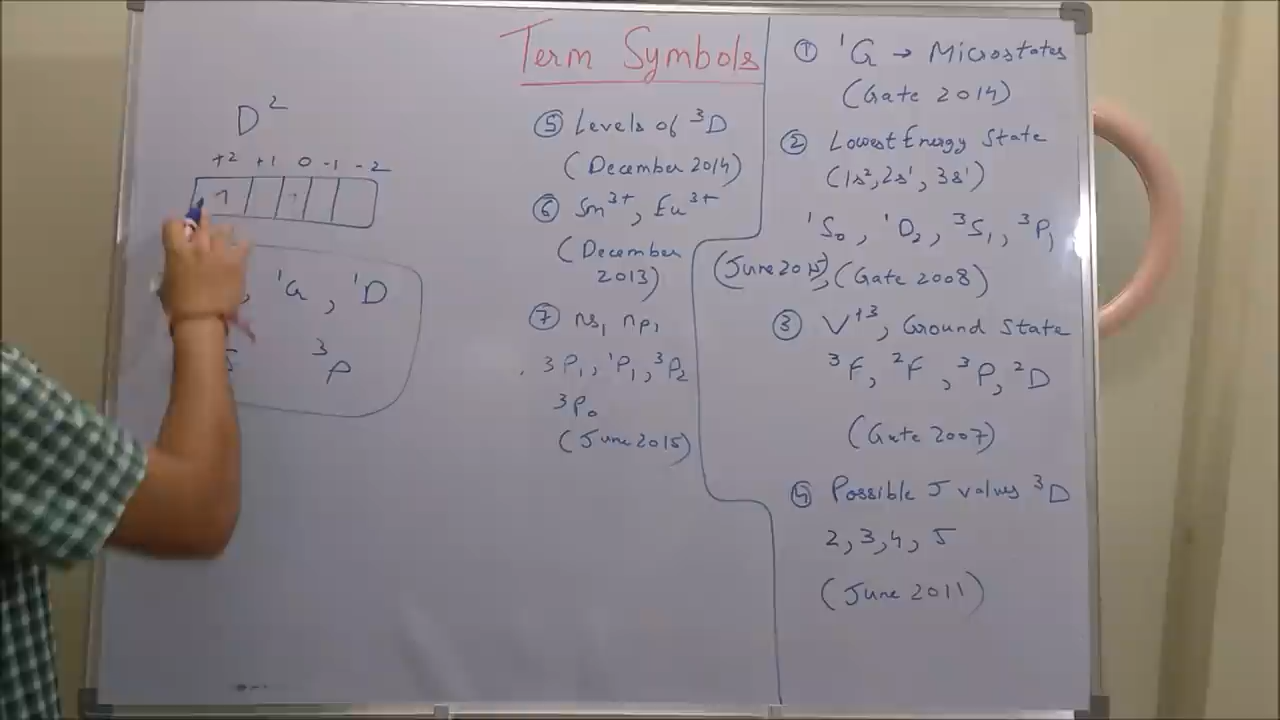 Term Symbols
D²
+2 +1 0 -1 -2
1
, ¹G , ¹D
³P
⑤ Levels of ³D
(December 2014)
⑥ Sm³⁺, Eu³⁺
(December
2013)
⑦ ns₁ np₁
³P₁, ¹P₁, ³P₂
³P₀
(June 2015)
① ¹G → Microstates
(Gate 2014)
② Lowest Energy State
(1s², 2s¹, 3s¹)
¹S₀, ¹D₂, ³S₁, ³P₁
(June 2015), (Gate 2008)
③ V⁺³, Ground State
³F, ²F, ³P, ²D
(Gate 2007)
④ Possible J values ³D
2, 3, 4, 5
(June 2011)